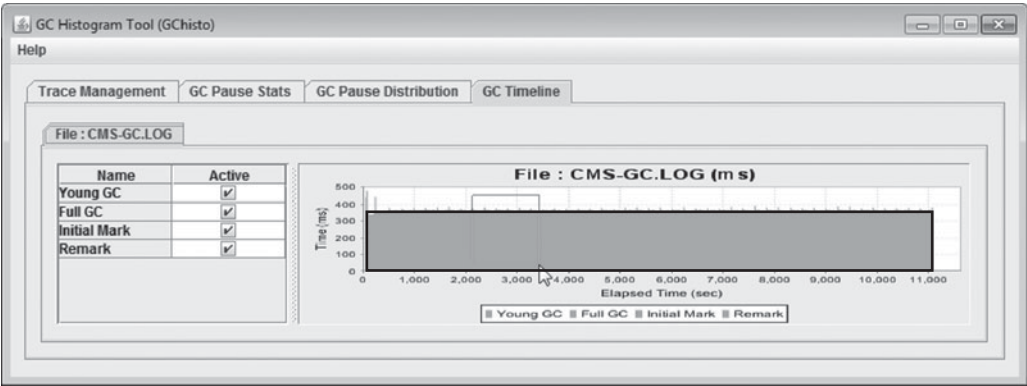 GC Histogram Tool (GChisto)
Help
Trace Management GC Pause Stats GC Pause Distribution GC Timeline
File : CMS-GC.LOG
Name Active
Young GC
Full GC
Initial Mark
Remark
File : CMS-GC.LOG (ms)
Time (ms)
500
400
300
200
100
0
0 1,000 2,000 3,000 4,000 5,000 6,000 7,000 8,000 9,000 10,000 11,000
Elapsed Time (sec)
Young GC Full GC Initial Mark Remark